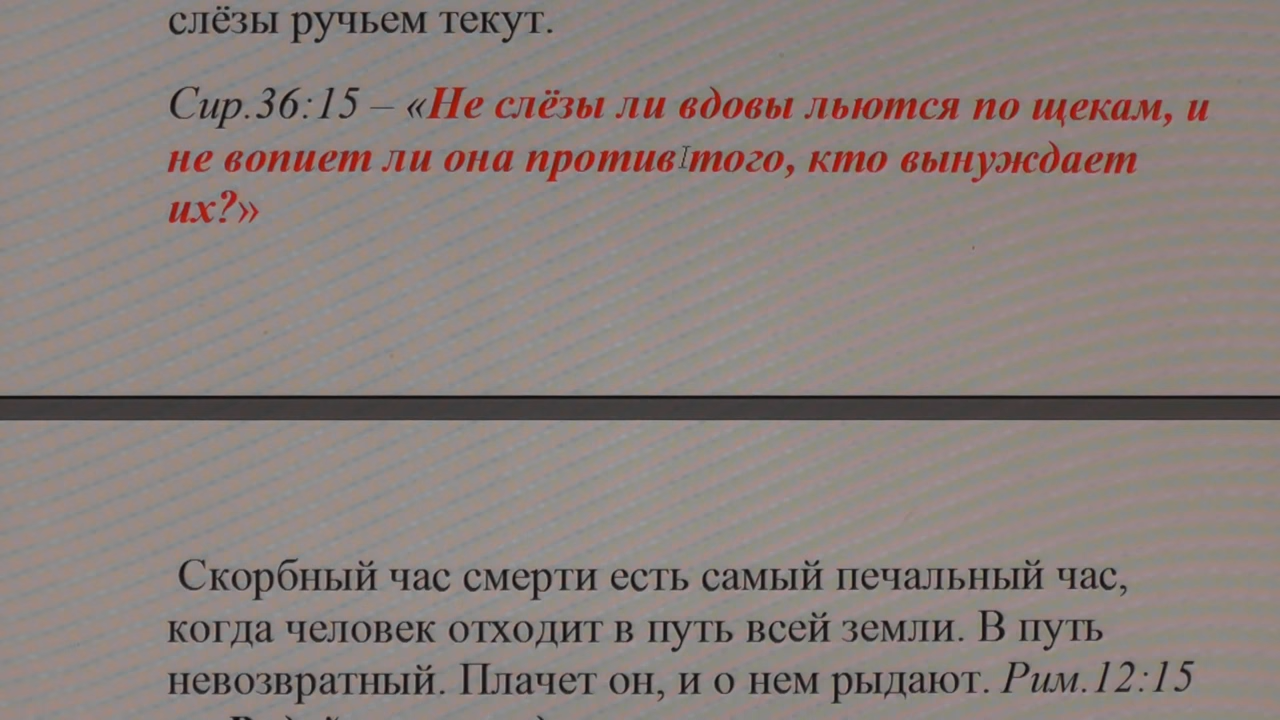 слёзы ручьем текут.
Сир.36:15 – «Не слёзы ли вдовы льются по щекам, и
не вопиет ли она против того, кто вынуждает
их?»
Скорбный час смерти есть самый печальный час,
когда человек отходит в путь всей земли. В путь
невозвратный. Плачет он, и о нем рыдают. Рим.12:15